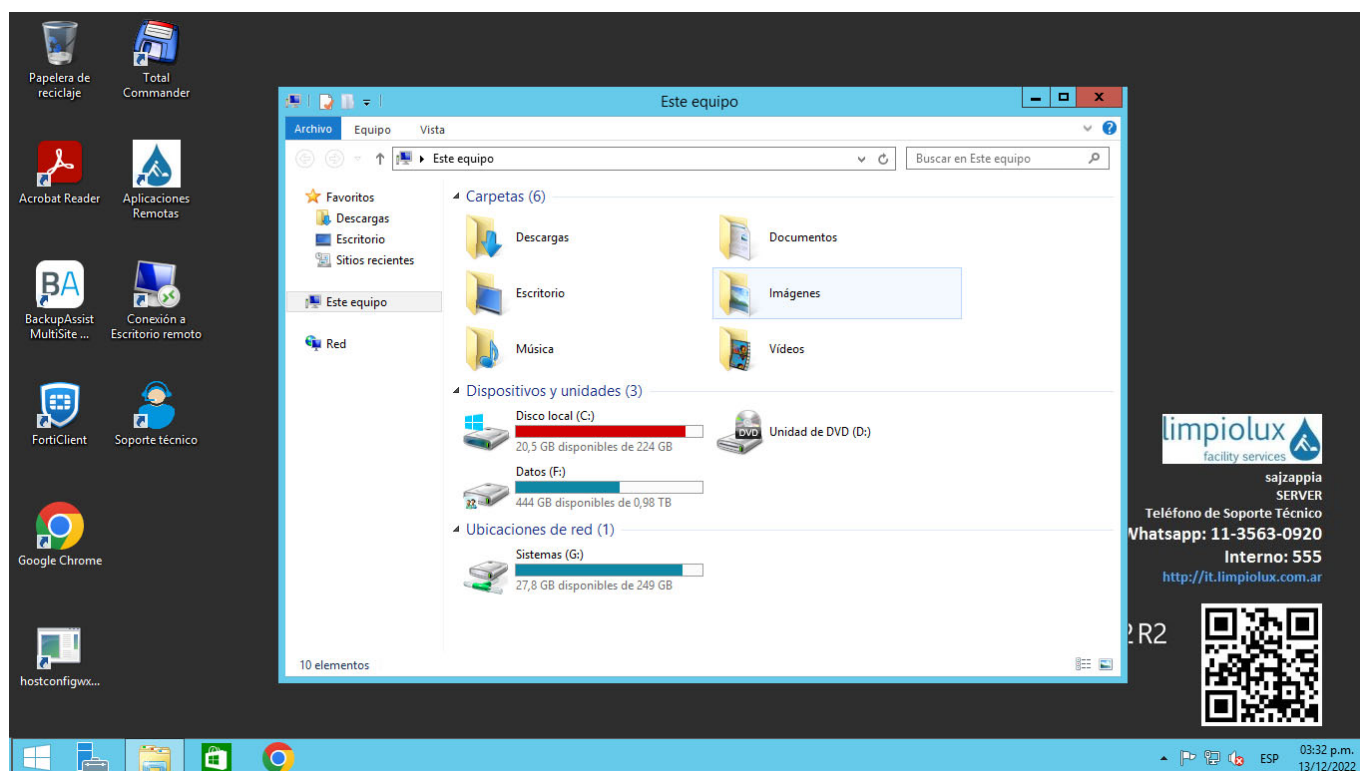 Papelera de
reciclaje
Total
Commander
Acrobat Reader
Aplicaciones
Remotas
BA
BackupAssist
MultiSite ...
Conexión a
Escritorio remoto
FortiClient
Soporte técnico
Google Chrome
hostconfigwx...
Este equipo
Archivo
Equipo
Vista
Este equipo
Buscar en Este equipo
Favoritos
Descargas
Escritorio
Sitios recientes
Este equipo
Red
Carpetas (6)
Descargas
Documentos
Escritorio
Imágenes
Música
Vídeos
Dispositivos y unidades (3)
Disco local (C:)
20,5 GB disponibles de 224 GB
DVD
Unidad de DVD (D:)
Datos (F:)
444 GB disponibles de 0,98 TB
Ubicaciones de red (1)
Sistemas (G:)
27,8 GB disponibles de 249 GB
10 elementos
limpiolux
facility services
sajzappia
SERVER
Teléfono de Soporte Técnico
Whatsapp: 11-3563-0920
Interno: 555
http://it.limpiolux.com.ar
R2
ESP
03:32 p.m.
13/12/2022